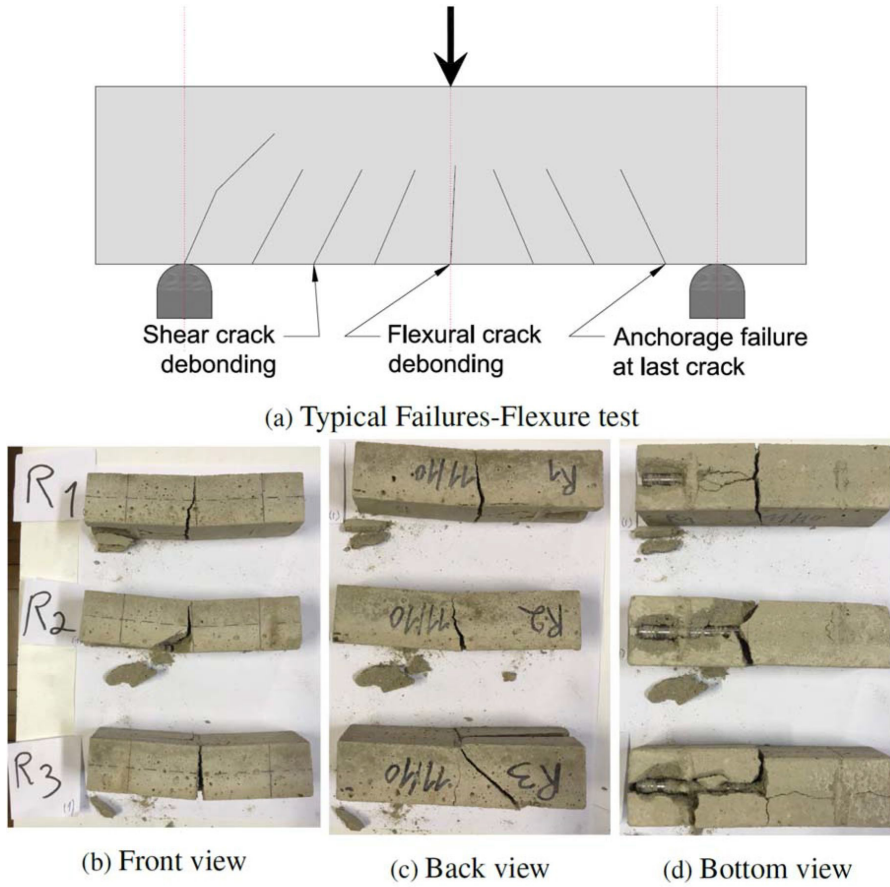 Shear crack
debonding
Flexural crack
debonding
Anchorage failure
at last crack
(a) Typical Failures-Flexure test
R1
R2
R3
11/10
R1
11/10
R2
11/10
R3
(b) Front view
(c) Back view
(d) Bottom view